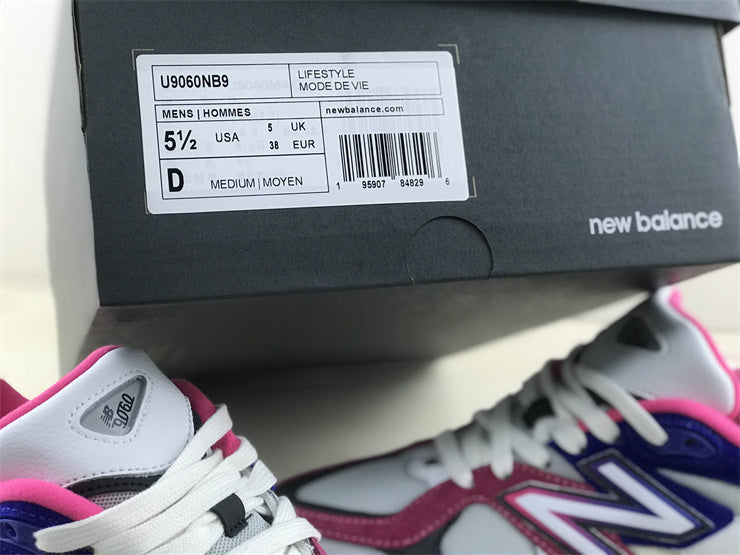 U9060NB9
LIFESTYLE
MODE DE VIE
MENS | HOMMES
newbalance.com
5½ USA 5 UK
38 EUR
D MEDIUM | MOYEN
1 95907 84829 6
new balance
NB 9060
N